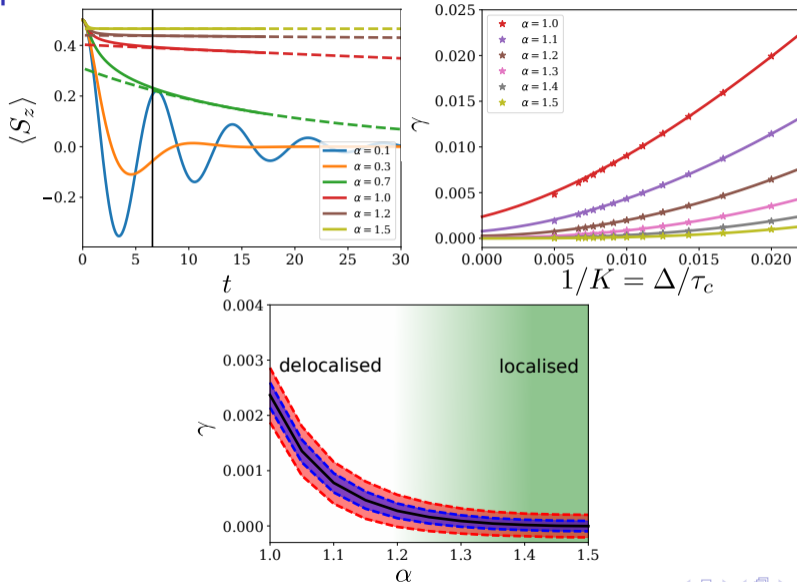 0.4
0.2
0.0
−0.2
⟨S_z⟩
0 5 10 15 20 25 30
t
α = 0.1
α = 0.3
α = 0.7
α = 1.0
α = 1.2
α = 1.5
0.025
0.020
0.015
0.010
0.005
0.000
γ
α = 1.0
α = 1.1
α = 1.2
α = 1.3
α = 1.4
α = 1.5
0.000 0.005 0.010 0.015 0.020
1/K = Δ/τ_c
0.004
0.003
0.002
0.001
0.000
γ
delocalised localised
1.0 1.1 1.2 1.3 1.4 1.5
α